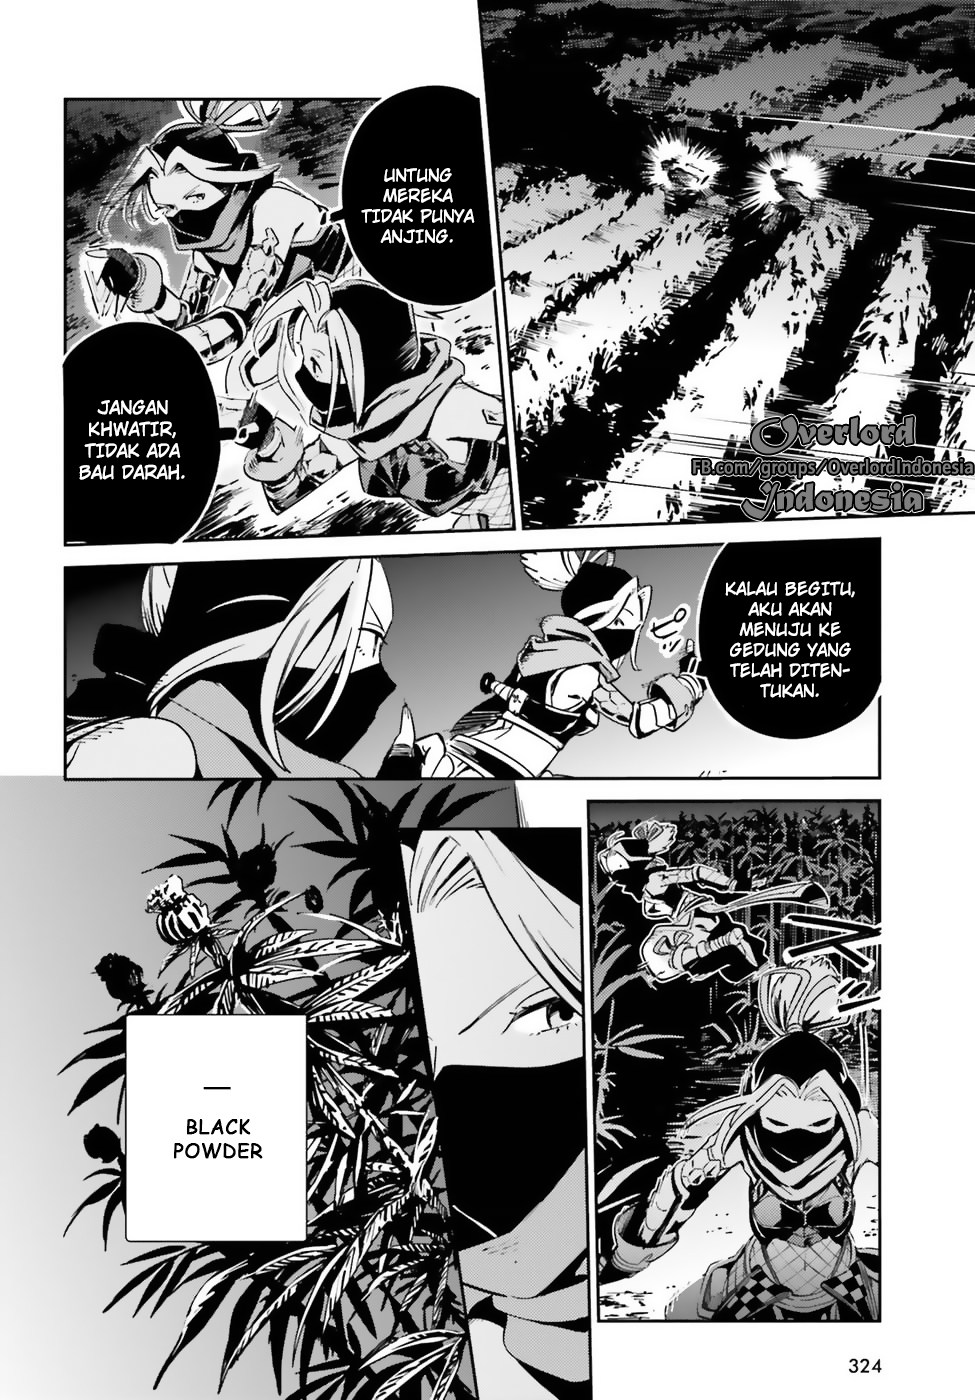 UNTUNG
MEREKA
TIDAK PUNYA
ANJING.
JANGAN
KHWATIR,
TIDAK ADA
BAU DARAH.
Overlord
FB.com/groups/OverlordIndonesia
Indonesia
KALAU BEGITU,
AKU AKAN
MENUJU KE
GEDUNG YANG
TELAH DITEN-
TUKAN.
—
BLACK
POWDER
324